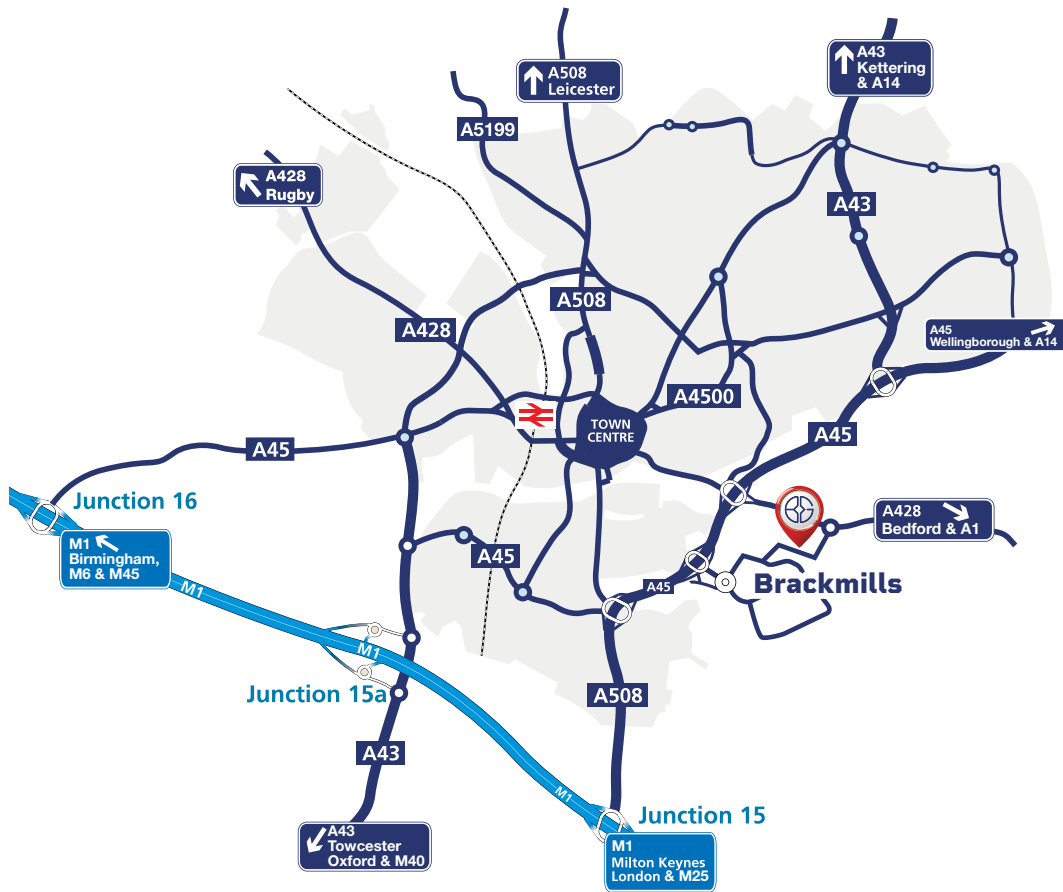 A43
Kettering
& A14
A508
Leicester
A5199
A428
Rugby
A43
A508
A428
A45
Wellingborough & A14
A4500
TOWN
CENTRE
A45
A45
Junction 16
A428
Bedford & A1
M1
Birmingham,
M6 & M45
A45
A45
Brackmills
M1
M1
Junction 15a
A508
A43
M1
Junction 15
A43
Towcester
Oxford & M40
M1
Milton Keynes
London & M25